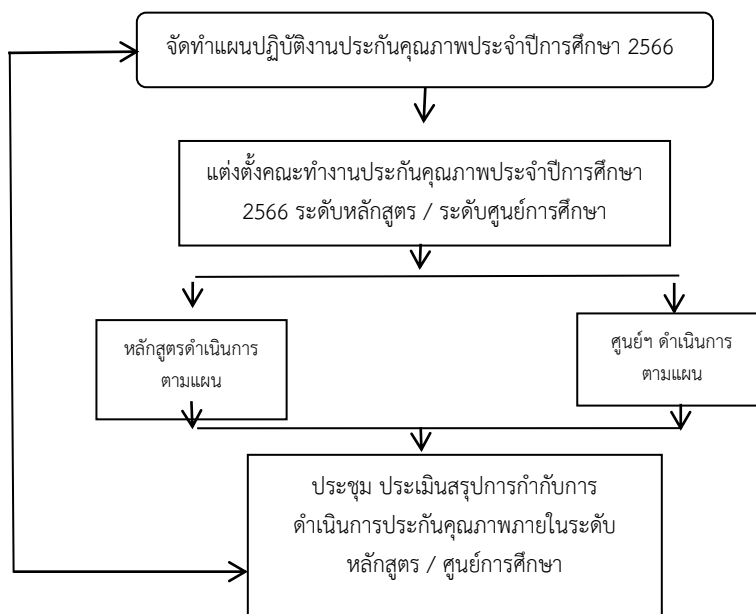 จัดทำแผนปฏิบัติงานประกันคุณภาพประจำปีการศึกษา 2566
แต่งตั้งคณะทำงานประกันคุณภาพประจำปีการศึกษา
2566 ระดับหลักสูตร / ระดับศูนย์การศึกษา
หลักสูตรดำเนินการ
ตามแผน
ศูนย์ฯ ดำเนินการ
ตามแผน
ประชุม ประเมินสรุปการกำกับการ
ดำเนินการประกันคุณภาพภายในระดับ
หลักสูตร / ศูนย์การศึกษา